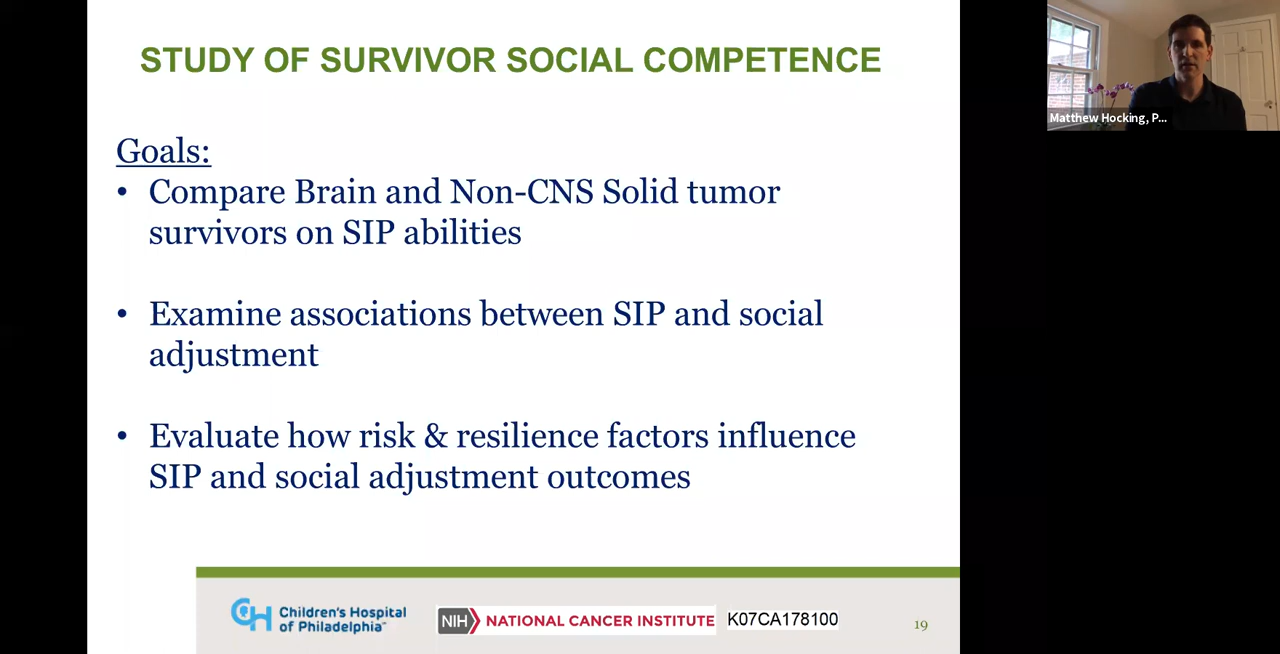 STUDY OF SURVIVOR SOCIAL COMPETENCE
Matthew Hocking, P...
Goals:
• Compare Brain and Non-CNS Solid tumor
survivors on SIP abilities
• Examine associations between SIP and social
adjustment
• Evaluate how risk & resilience factors influence
SIP and social adjustment outcomes
CH Children's Hospital
of Philadelphia™
NIH NATIONAL CANCER INSTITUTE K07CA178100
19